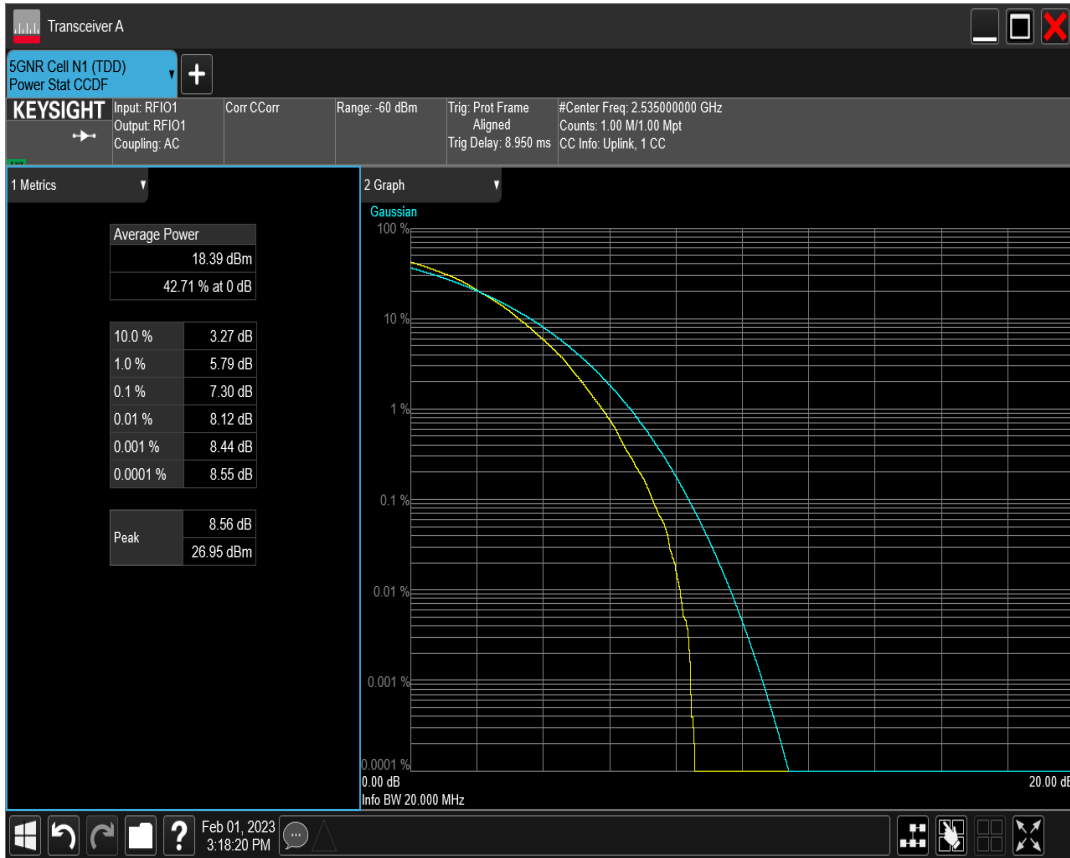 Transceiver A
5GNR Cell N1 (TDD)
Power Stat CCDF
KEYSIGHT
Input: RFIO1
Output: RFIO1
Coupling: AC
Corr CCorr
Range: -60 dBm
Trig: Prot Frame
Aligned
Trig Delay: 8.950 ms
#Center Freq: 2.535000000 GHz
Counts: 1.00 M/1.00 Mpt
CC Info: Uplink, 1 CC
1 Metrics
Average Power
18.39 dBm
42.71 % at 0 dB
10.0 % 3.27 dB
1.0 % 5.79 dB
0.1 % 7.30 dB
0.01 % 8.12 dB
0.001 % 8.44 dB
0.0001 % 8.55 dB
Peak
8.56 dB
26.95 dBm
2 Graph
Gaussian
100 %
10 %
1 %
0.1 %
0.01 %
0.001 %
0.0001 %
0.00 dB
20.00 dB
Info BW 20.000 MHz
Feb 01, 2023
3:18:20 PM